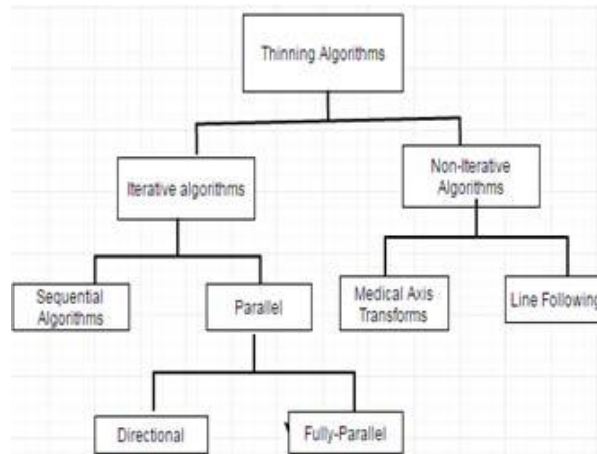 Thinning Algorithms
Iterative algorithms
Non-Iterative
Algorithms
Sequential
Algorithms
Parallel
Medical Axis
Transforms
Line Following
Directional
Fully-Parallel